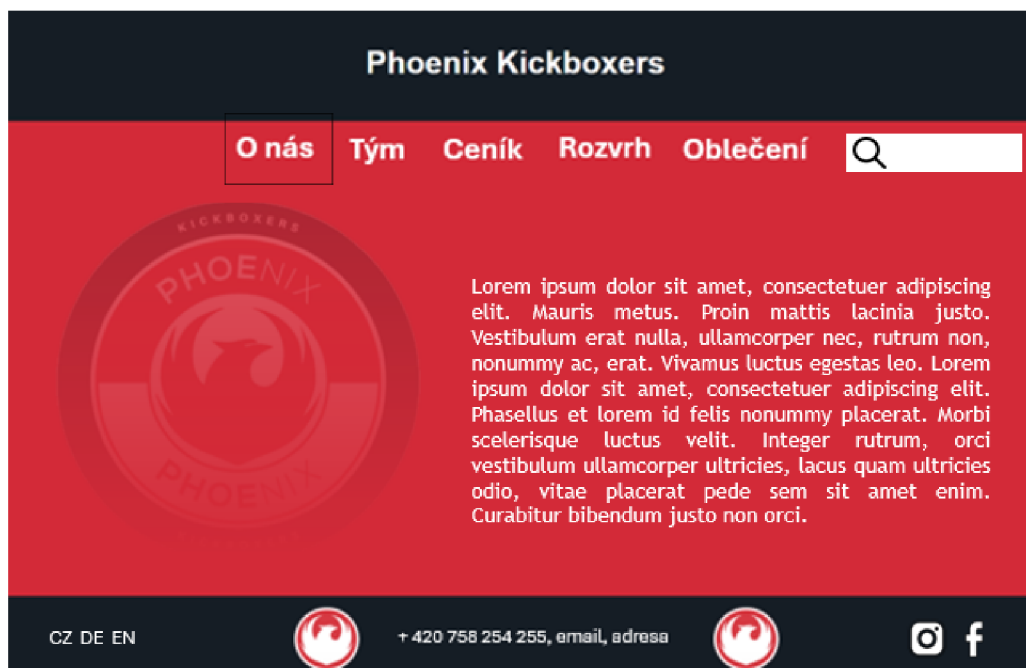 Phoenix Kickboxers
O nás Tým Ceník Rozvrh Oblečení
KICKBOXERS
PHOENIX
PHOENIX
Lorem ipsum dolor sit amet, consectetuer adipiscing
elit. Mauris metus. Proin mattis lacinia justo.
Vestibulum erat nulla, ullamcorper nec, rutrum non,
nonummy ac, erat. Vivamus luctus egestas leo. Lorem
ipsum dolor sit amet, consectetuer adipiscing elit.
Phasellus et lorem id felis nonummy placerat. Morbi
scelerisque luctus velit. Integer rutrum, orci
vestibulum ullamcorper ultricies, lacus quam ultricies
odio, vitae placerat pede sem sit amet enim.
Curabitur bibendum justo non orci.
CZ DE EN
+ 420 758 254 255, email, adresa